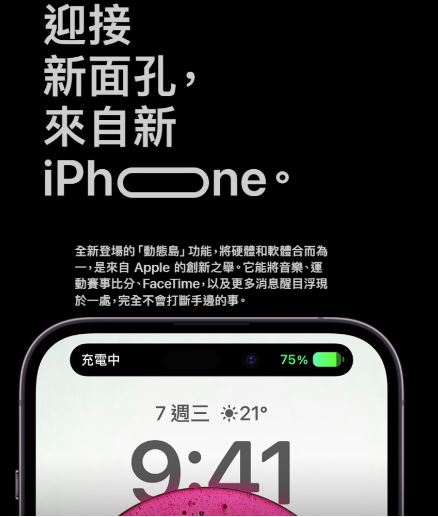 迎接
新面孔，
來自新
iPhone。
全新登場的「動態島」功能，將硬體和軟體合而為
一，是來自 Apple 的創新之舉。它能將音樂、運
動賽事比分、FaceTime，以及更多消息醒目浮現
於一處，完全不會打斷手邊的事。
充電中 75%
7 週三 21°
9:41